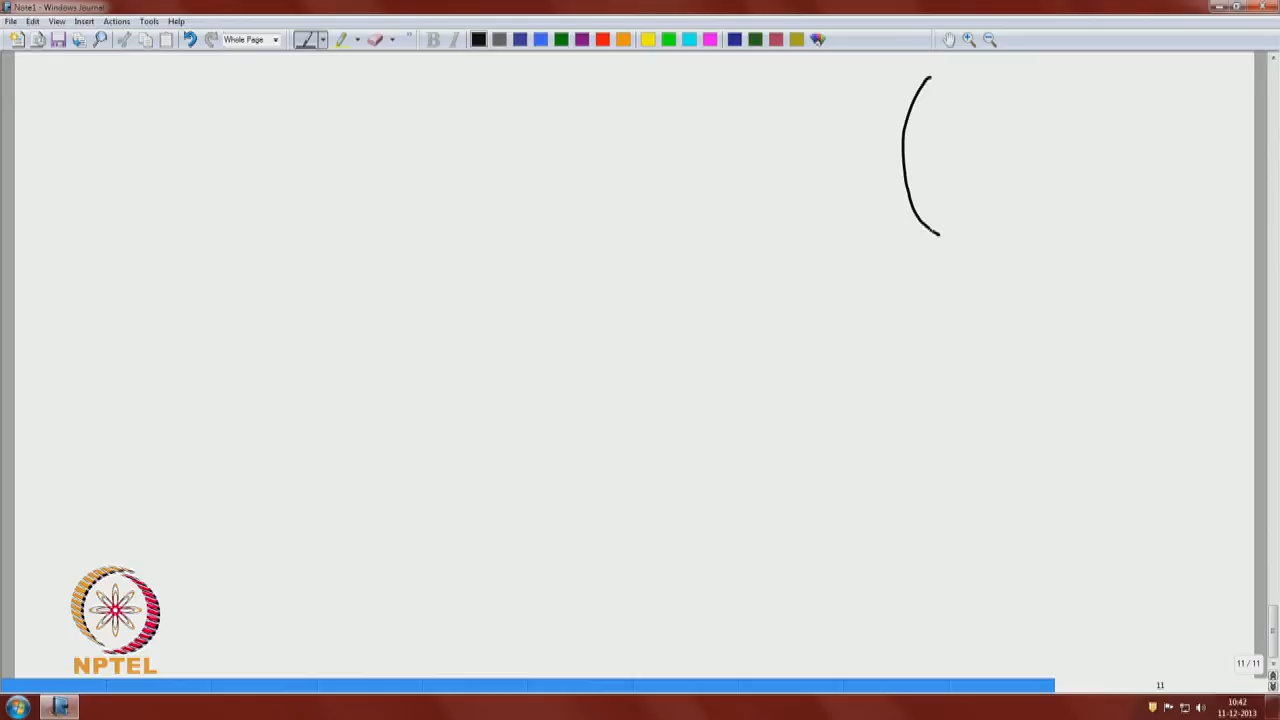 Note1 - Windows Journal
File Edit View Insert Actions Tools Help
Whole Page
B I
(
NPTEL
11 / 11
11
10:42
11-12-2013